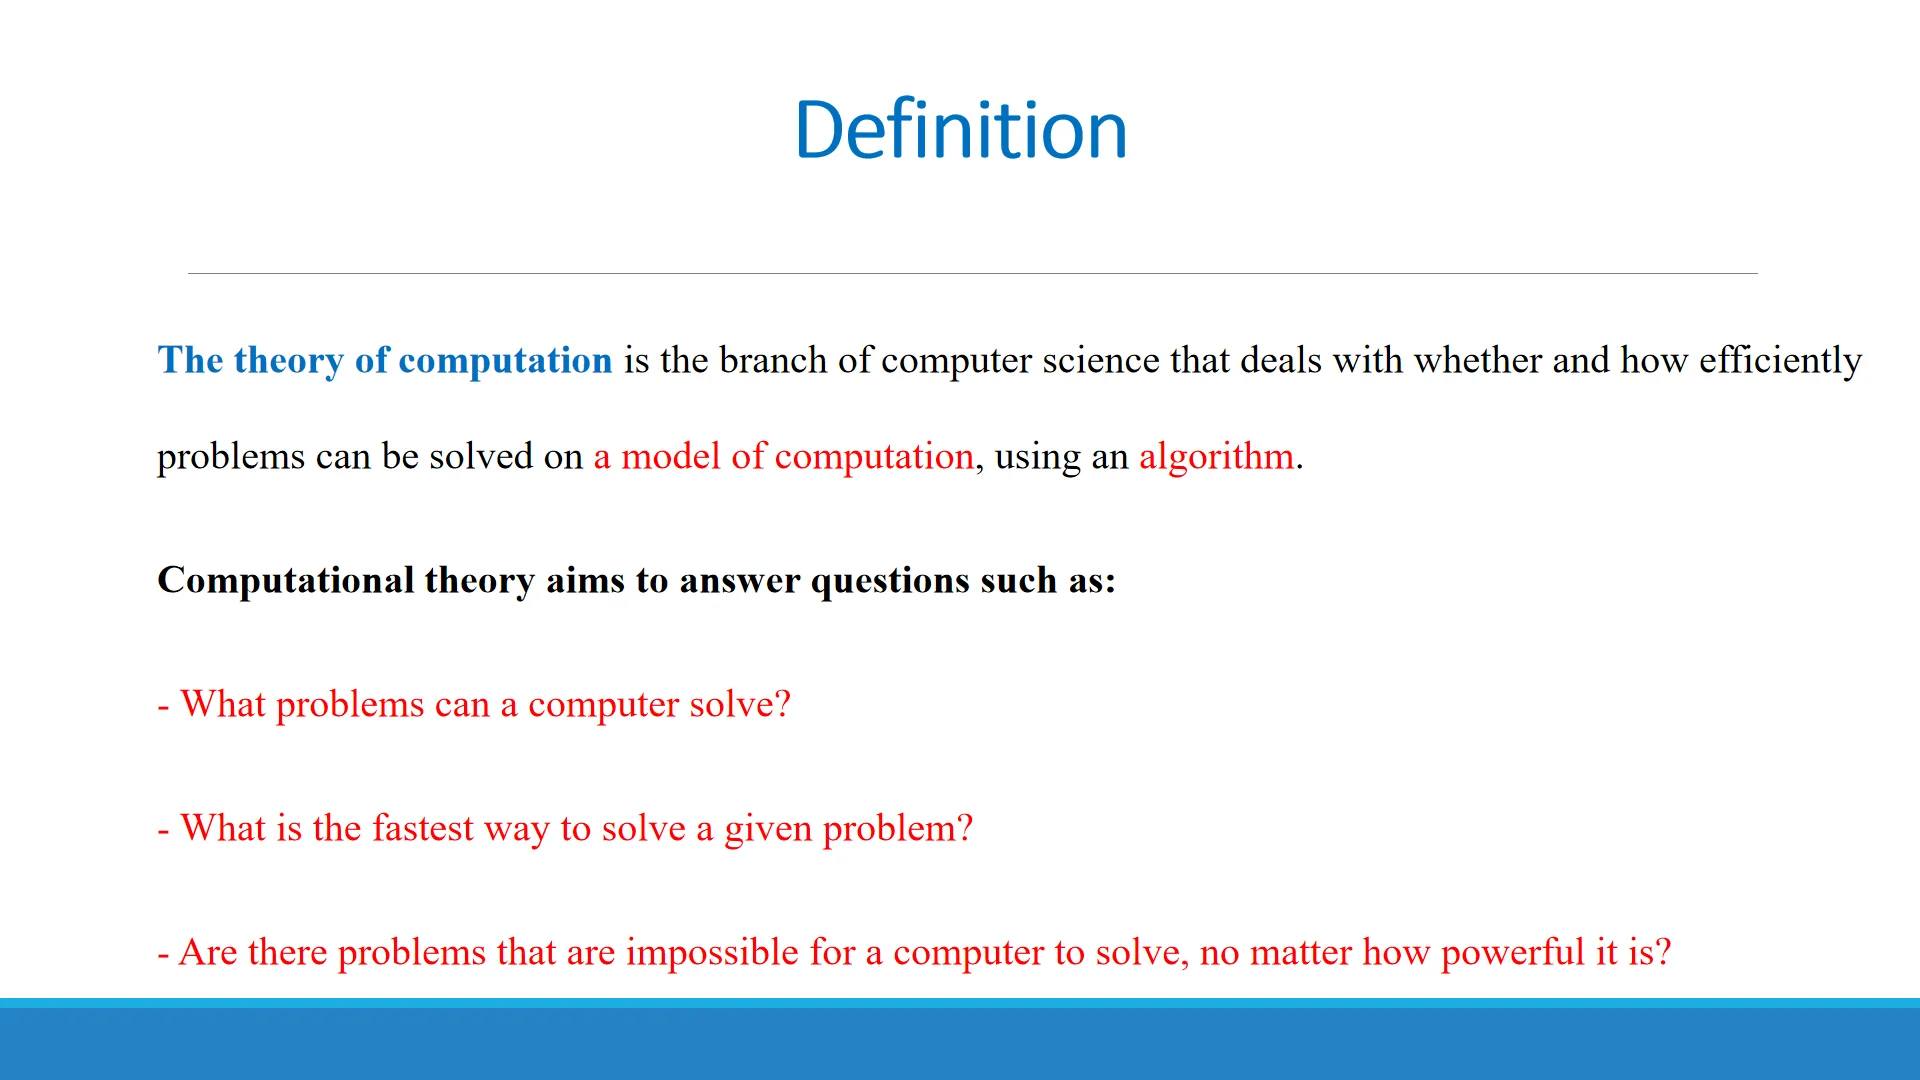 Definition
The theory of computation is the branch of computer science that deals with whether and how efficiently
problems can be solved on a model of computation, using an algorithm.
Computational theory aims to answer questions such as:
- What problems can a computer solve?
- What is the fastest way to solve a given problem?
- Are there problems that are impossible for a computer to solve, no matter how powerful it is?